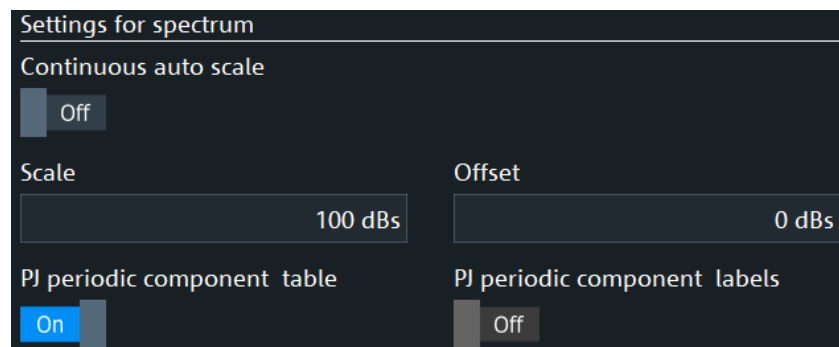 Settings for spectrum
Continuous auto scale
Off
Scale Offset
100 dBs 0 dBs
PJ periodic component table PJ periodic component labels
On Off